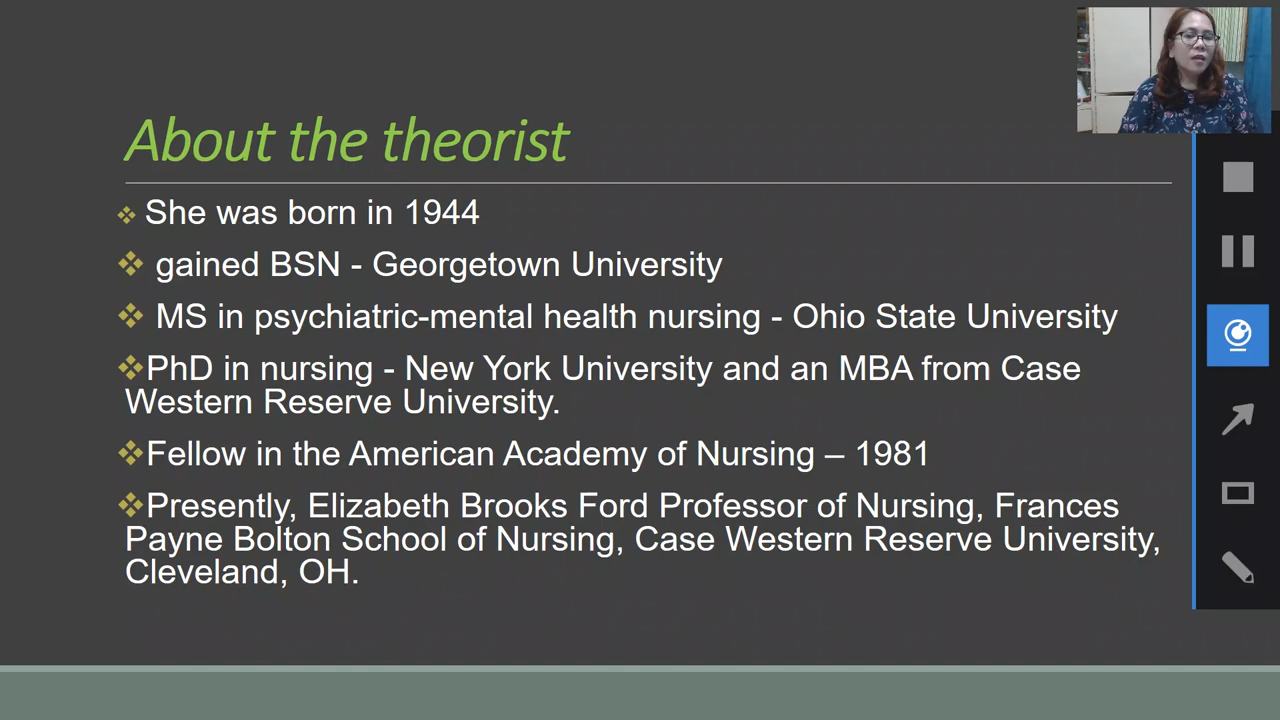 About the theorist
She was born in 1944
gained BSN - Georgetown University
MS in psychiatric-mental health nursing - Ohio State University
PhD in nursing - New York University and an MBA from Case
Western Reserve University.
Fellow in the American Academy of Nursing – 1981
Presently, Elizabeth Brooks Ford Professor of Nursing, Frances
Payne Bolton School of Nursing, Case Western Reserve University,
Cleveland, OH.